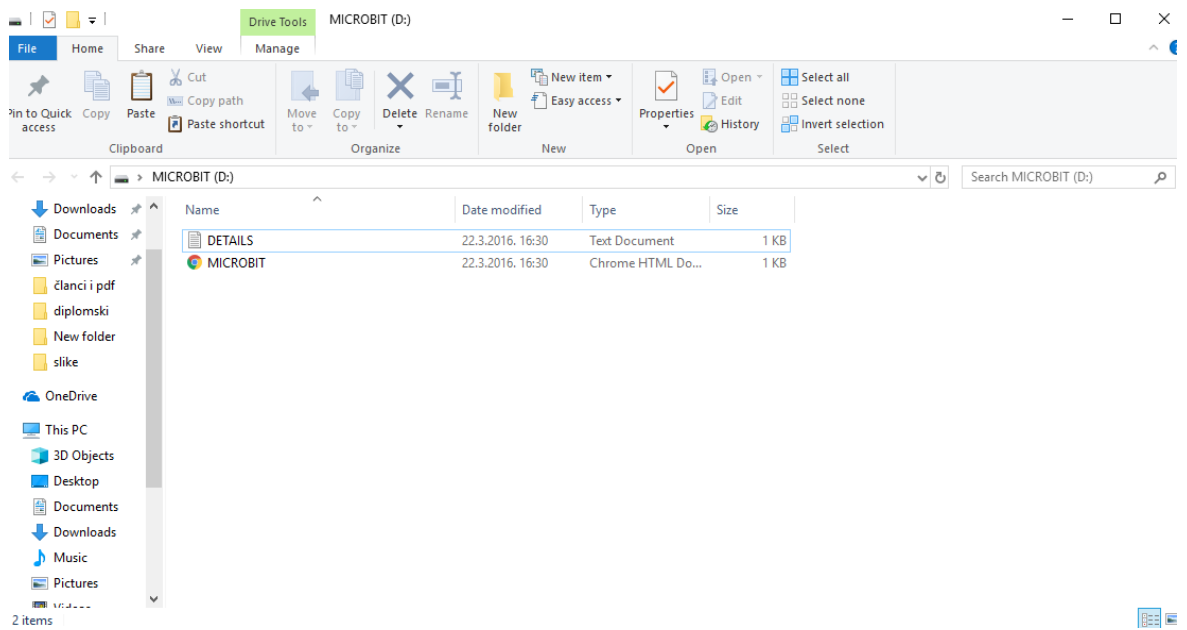 Drive Tools MICROBIT (D:)
File Home Share View Manage
Cut
Copy path
Paste shortcut
Pin to Quick access
Copy
Paste
Clipboard
Move to
Copy to
Delete
Rename
Organize
New folder
New item
Easy access
New
Properties
Open
Edit
History
Open
Select all
Select none
Invert selection
Select
MICROBIT (D:)
Search MICROBIT (D:)
Downloads
Documents
Pictures
članci i pdf
diplomski
New folder
slike
OneDrive
This PC
3D Objects
Desktop
Documents
Downloads
Music
Pictures
Videos
Name Date modified Type Size
DETAILS 22.3.2016. 16:30 Text Document 1 KB
MICROBIT 22.3.2016. 16:30 Chrome HTML Do... 1 KB
2 items